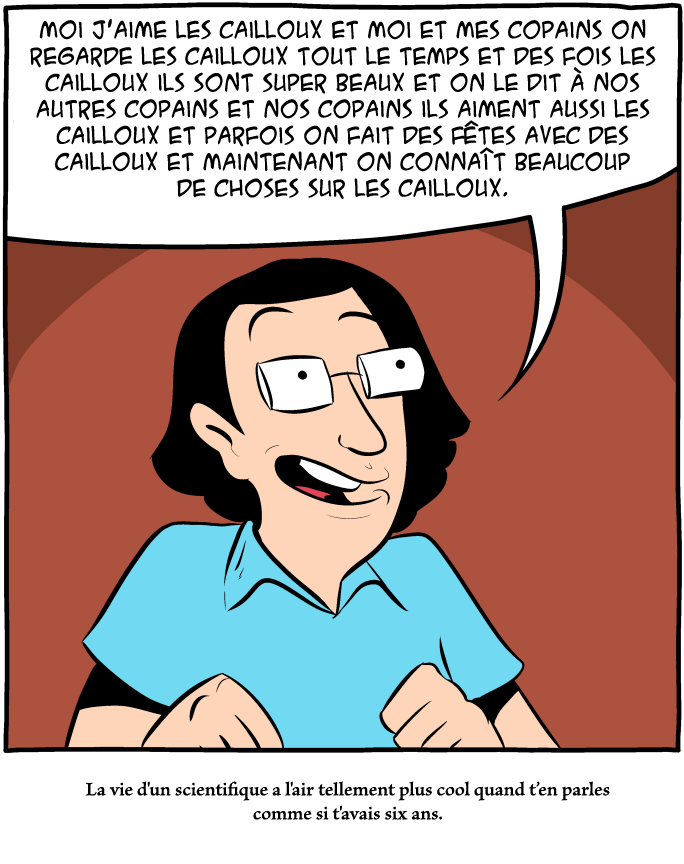 MOI J'AIME LES CAILLOUX ET MOI ET MES COPAINS ON
REGARDE LES CAILLOUX TOUT LE TEMPS ET DES FOIS LES
CAILLOUX ILS SONT SUPER BEAUX ET ON LE DIT À NOS
AUTRES COPAINS ET NOS COPAINS ILS AIMENT AUSSI LES
CAILLOUX ET PARFOIS ON FAIT DES FÊTES AVEC DES
CAILLOUX ET MAINTENANT ON CONNAÎT BEAUCOUP
DE CHOSES SUR LES CAILLOUX.
La vie d'un scientifique a l'air tellement plus cool quand t'en parles
comme si t'avais six ans.